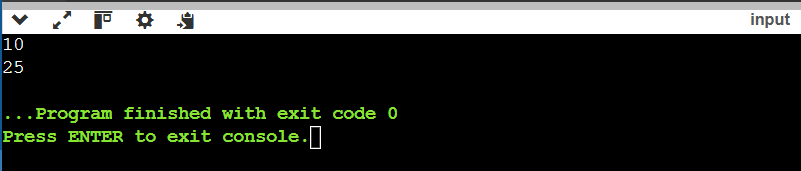 input
10
25
...Program finished with exit code 0
Press ENTER to exit console.